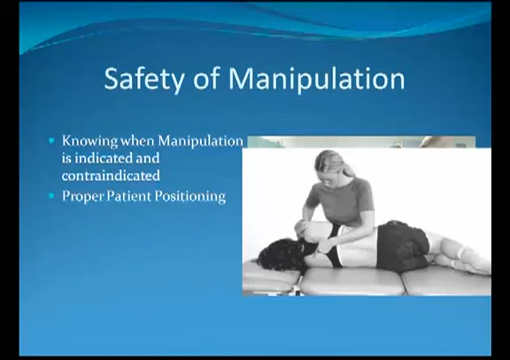 Safety of Manipulation
Knowing when Manipulation
is indicated and
contraindicated
Proper Patient Positioning